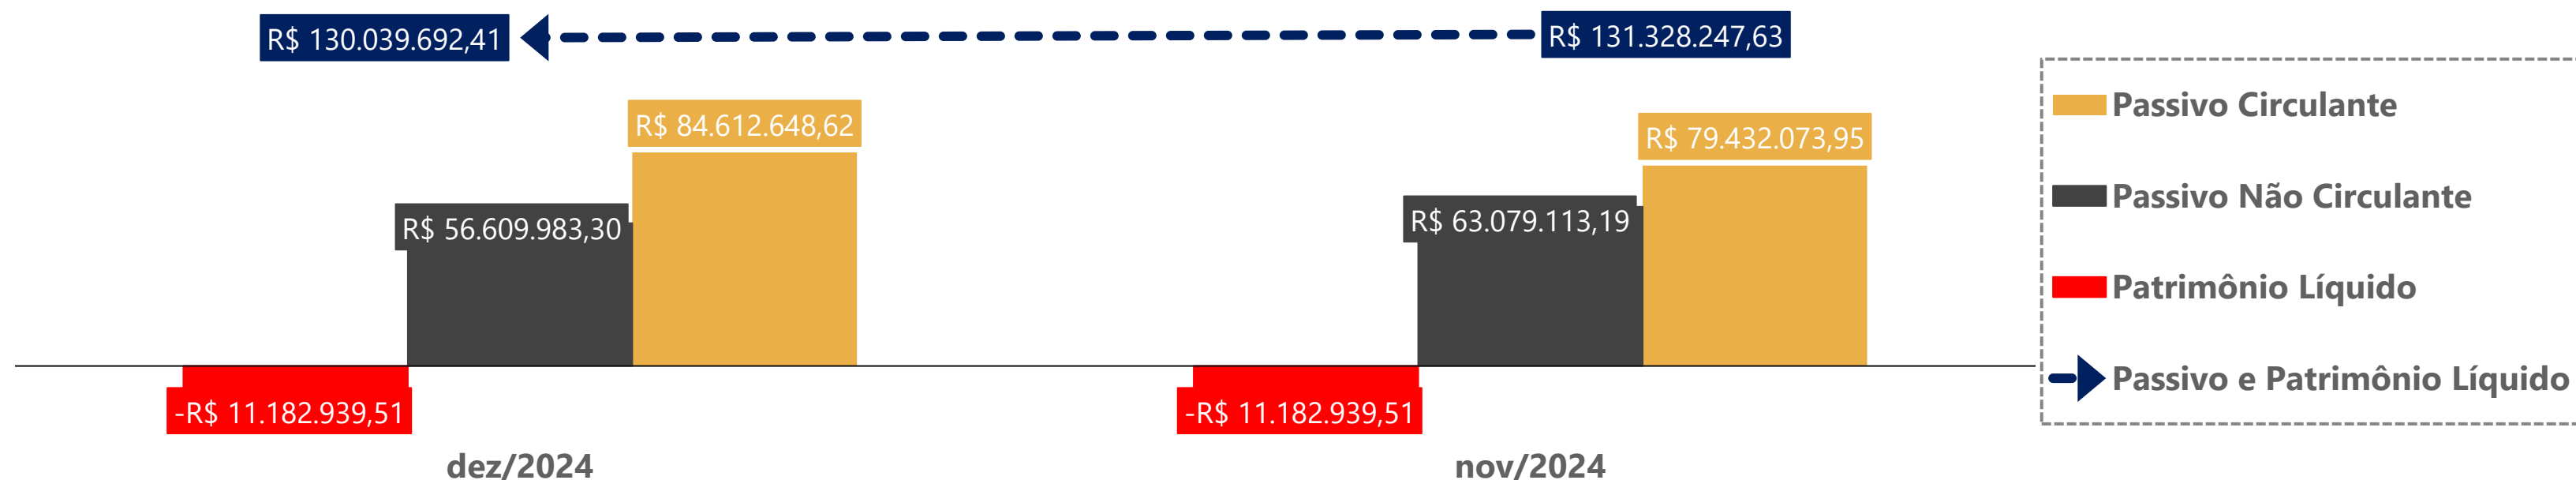 R$ 130.039.692,41
R$ 131.328.247,63
R$ 84.612.648,62
R$ 79.432.073,95
R$ 56.609.983,30
R$ 63.079.113,19
-R$ 11.182.939,51
-R$ 11.182.939,51
dez/2024
nov/2024
Passivo Circulante
Passivo Não Circulante
Patrimônio Líquido
Passivo e Patrimônio Líquido